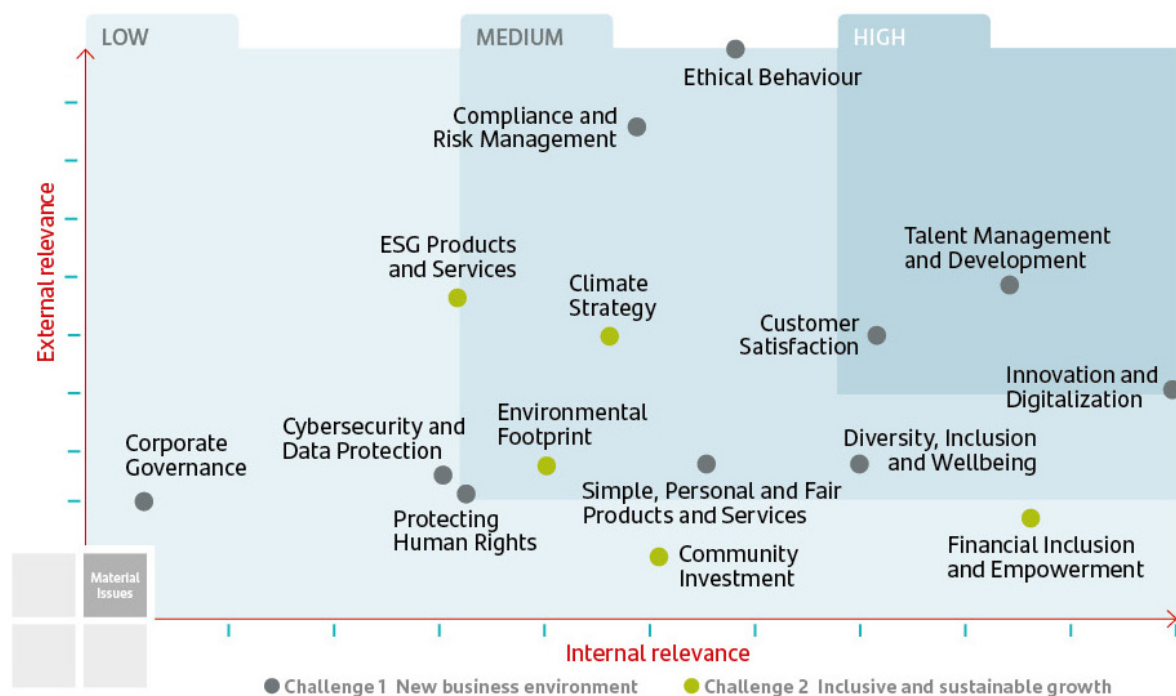 LOW
MEDIUM
HIGH
Ethical Behaviour
Compliance and
Risk Management
Talent Management
and Development
ESG Products
and Services
Climate
Strategy
Customer
Satisfaction
Innovation and
Digitalization
External relevance
Corporate
Governance
Cybersecurity and
Data Protection
Environmental
Footprint
Diversity, Inclusion
and Wellbeing
Protecting
Human Rights
Simple, Personal and Fair
Products and Services
Community
Investment
Financial Inclusion
and Empowerment
Material
Issues
Internal relevance
Challenge 1 New business environment
Challenge 2 Inclusive and sustainable growth